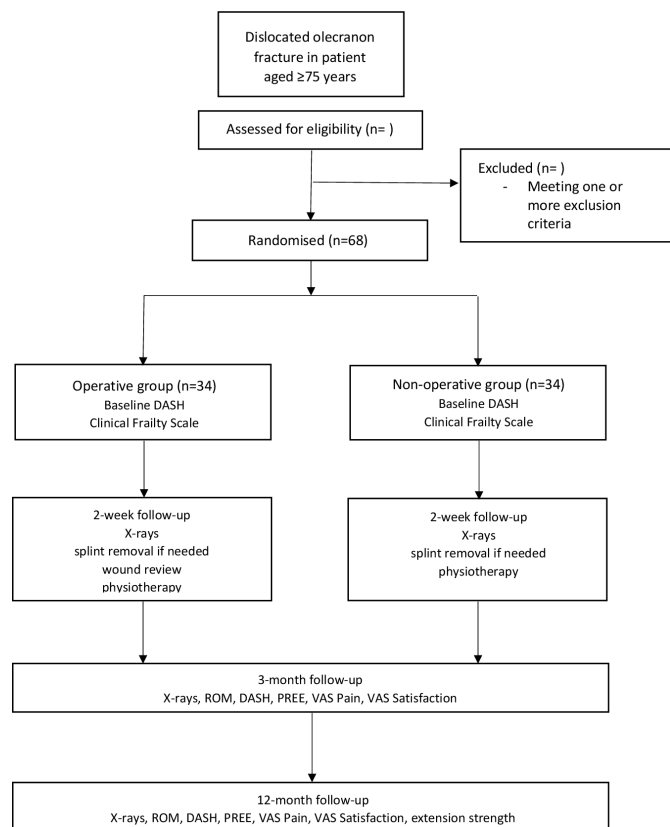 Dislocated olecranon
fracture in patient
aged ≥75 years
Assessed for eligibility (n= )
Excluded (n= )
- Meeting one or
more exclusion
criteria
Randomised (n=68)
Operative group (n=34)
Baseline DASH
Clinical Frailty Scale
Non-operative group (n=34)
Baseline DASH
Clinical Frailty Scale
2-week follow-up
X-rays
splint removal if needed
wound review
physiotherapy
2-week follow-up
X-rays
splint removal if needed
physiotherapy
3-month follow-up
X-rays, ROM, DASH, PREE, VAS Pain, VAS Satisfaction
12-month follow-up
X-rays, ROM, DASH, PREE, VAS Pain, VAS Satisfaction, extension strength